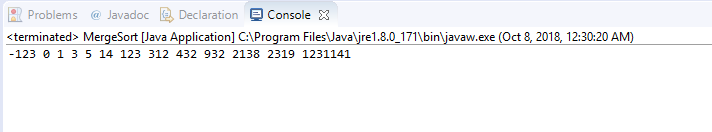 Problems @ Javadoc Declaration Console
<terminated> MergeSort [Java Application] C:\Program Files\Java\jre1.8.0_171\bin\javaw.exe (Oct 8, 2018, 12:30:20 AM)
-123 0 1 3 5 14 123 312 432 932 2138 2319 1231141